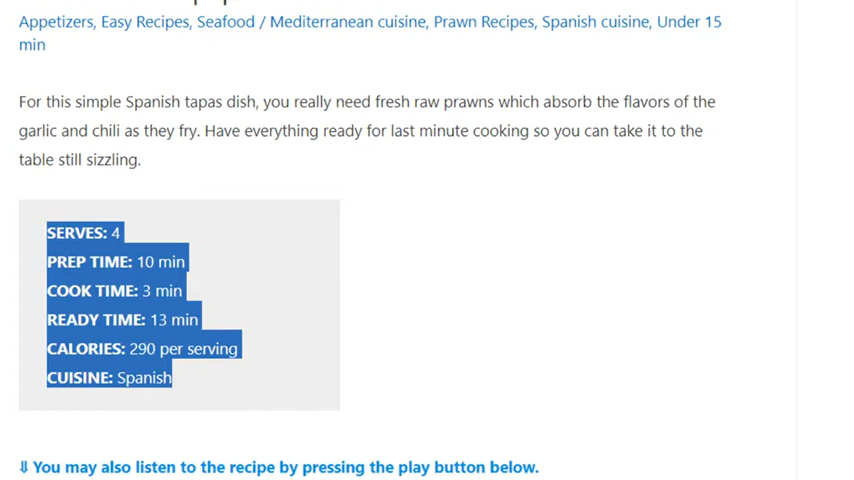 Appetizers, Easy Recipes, Seafood / Mediterranean cuisine, Prawn Recipes, Spanish cuisine, Under 15
min
For this simple Spanish tapas dish, you really need fresh raw prawns which absorb the flavors of the
garlic and chili as they fry. Have everything ready for last minute cooking so you can take it to the
table still sizzling.
SERVES: 4
PREP TIME: 10 min
COOK TIME: 3 min
READY TIME: 13 min
CALORIES: 290 per serving
CUISINE: Spanish
⇓ You may also listen to the recipe by pressing the play button below.